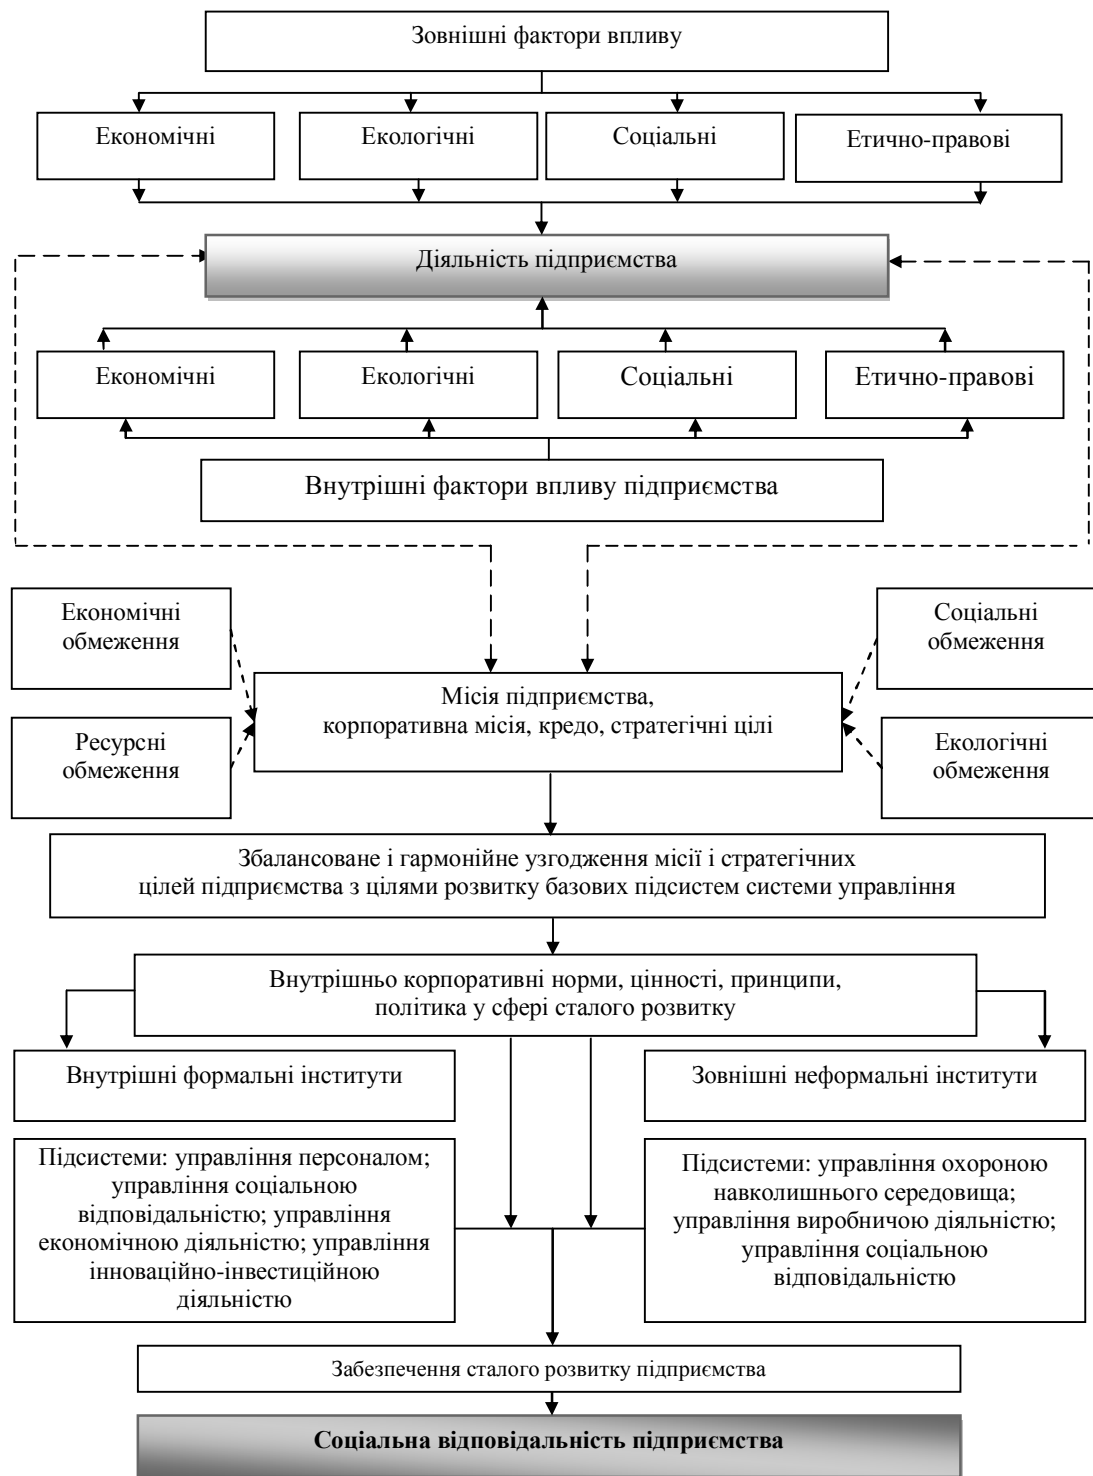 Зовнішні фактори впливу
Економічні
Екологічні
Соціальні
Етично-правові
Діяльність підприємства
Економічні
Екологічні
Соціальні
Етично-правові
Внутрішні фактори впливу підприємства
Економічні
обмеження
Соціальні
обмеження
Місія підприємства,
корпоративна місія, кредо, стратегічні цілі
Ресурсні
обмеження
Екологічні
обмеження
Збалансоване і гармонійне узгодження місії і стратегічних
цілей підприємства з цілями розвитку базових підсистем системи управління
Внутрішньо корпоративні норми, цінності, принципи,
політика у сфері сталого розвитку
Внутрішні формальні інститути
Зовнішні неформальні інститути
Підсистеми: управління персоналом;
управління соціальною
відповідальністю; управління
економічною діяльністю; управління
інноваційно-інвестиційною
діяльністю
Підсистеми: управління охороною
навколишнього середовища;
управління виробничою діяльністю;
управління соціальною
відповідальністю
Забезпечення сталого розвитку підприємства
Соціальна відповідальність підприємства